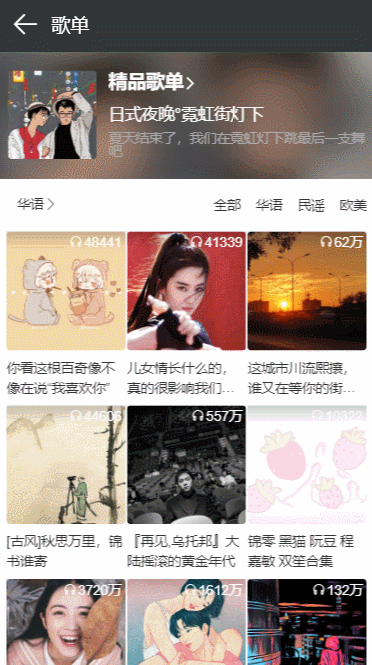 歌单
精品歌单
日式夜晚°霓虹街灯下
夏天结束了，我们在霓虹灯下跳最后一支舞
吧
华语
全部 华语 民谣 欧美
48441 41339 62万
你看这根百奇像不
像在说“我喜欢你”
儿女情长什么的，
真的很影响我们…
这城市川流熙攘，
谁又在等你的街…
44606 557万 10322
[古风]秋思万里，锦
书谁寄
『再见,乌托邦』大
陆摇滚的黄金年代
锦零 黑猫 阮豆 程
嘉敏 双笙合集
3720万 1612万 132万